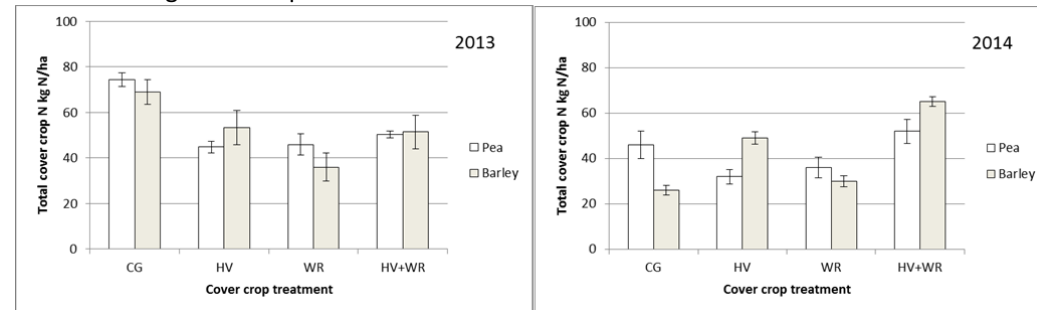 2013
100
80
60
40
20
0
Total cover crop N kg N/ha
CG HV WR HV+WR
Cover crop treatment
Pea
Barley
2014
100
80
60
40
20
0
Total cover crop N kg N/ha
CG HV WR HV+WR
Cover crop treatment
Pea
Barley